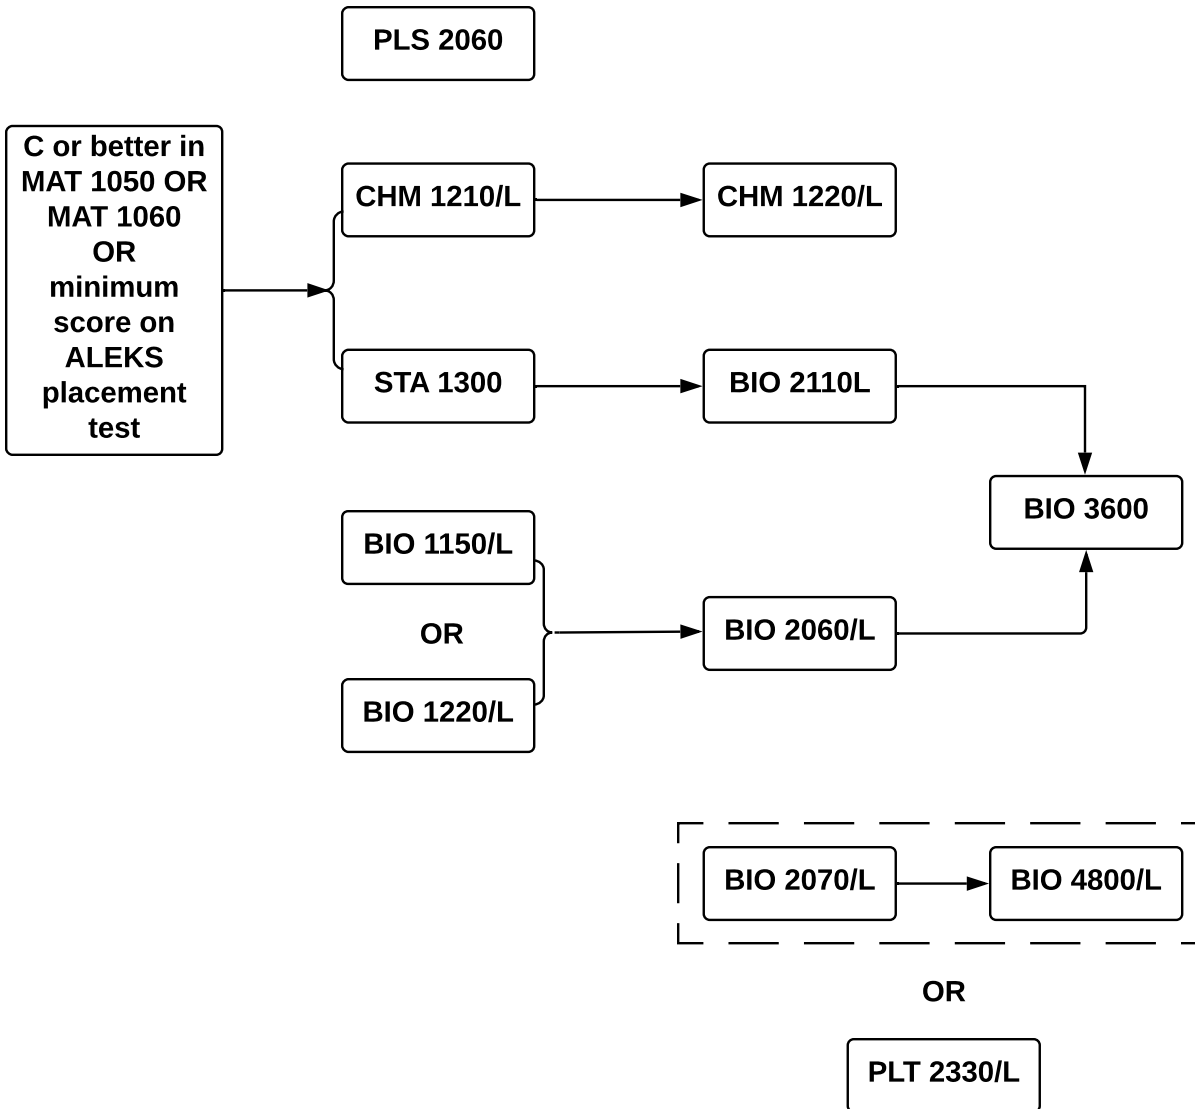 PLS 2060
C or better in
MAT 1050 OR
MAT 1060
OR
minimum
score on
ALEKS
placement
test
CHM 1210/L
CHM 1220/L
STA 1300
BIO 2110L
BIO 3600
BIO 1150/L
OR
BIO 2060/L
BIO 1220/L
BIO 2070/L
BIO 4800/L
OR
PLT 2330/L